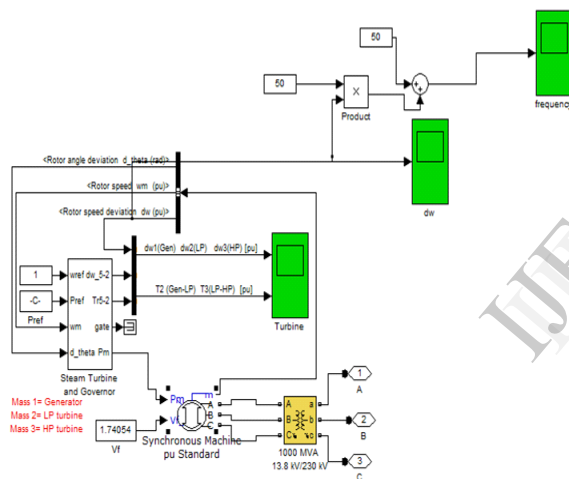 50
50
X
Product
frequency
dw
<Rotor angle deviation d_theta (rad)>
<Rotor speed wm (pu)>
<Rotor speed deviation dw (pu)>
dw1(Gen) dw2(LP) dw3(HP) [pu]
T2 (Gen-LP) T3(LP-HP) [pu]
Turbine
1
wref dw_5-2
-C-
Pref Tr5-2
Pref
wm gate
d_theta Pm
Steam Turbine
and Governor
Mass 1= Generator
Mass 2= LP turbine
Mass 3= HP turbine
Pm
m
A
B
C
Vf
1.74054
Vf
Synchronous Machine
pu Standard
A a
B b
C c
1000 MVA
13.8 kV/230 kV
1
A
2
B
3
C